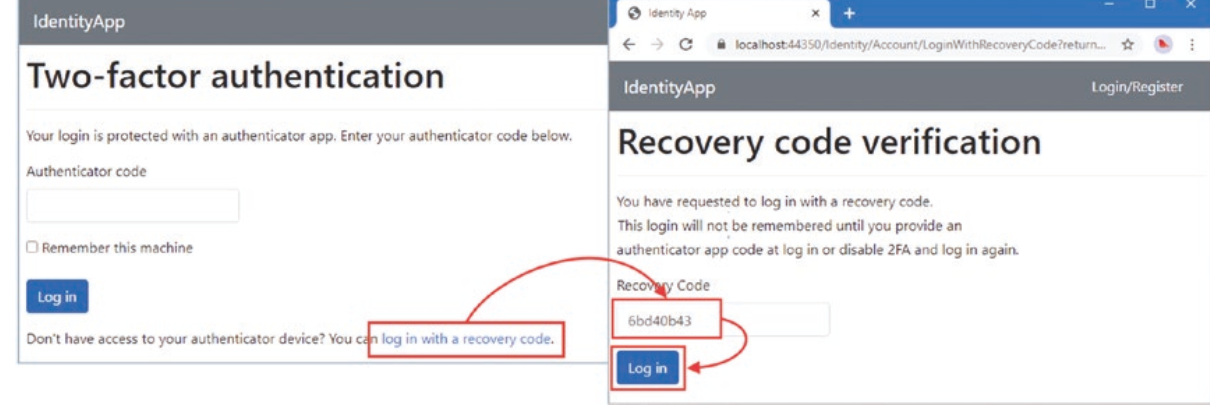 IdentityApp
Two-factor authentication
Your login is protected with an authenticator app. Enter your authenticator code below.
Authenticator code
Remember this machine
Log in
Don't have access to your authenticator device? You can log in with a recovery code.
Identity App
localhost:44350/Identity/Account/LoginWithRecoveryCode?return...
IdentityApp
Login/Register
Recovery code verification
You have requested to log in with a recovery code.
This login will not be remembered until you provide an
authenticator app code at log in or disable 2FA and log in again.
Recovery Code
6bd40b43
Log in